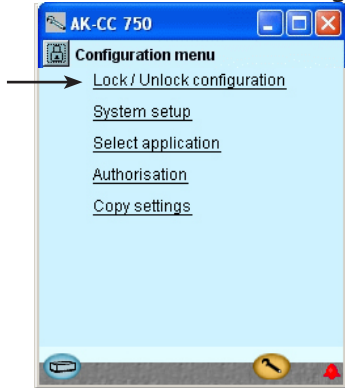 AK-CC 750
Configuration menu
Lock / Unlock configuration
System setup
Select application
Authorisation
Copy settings